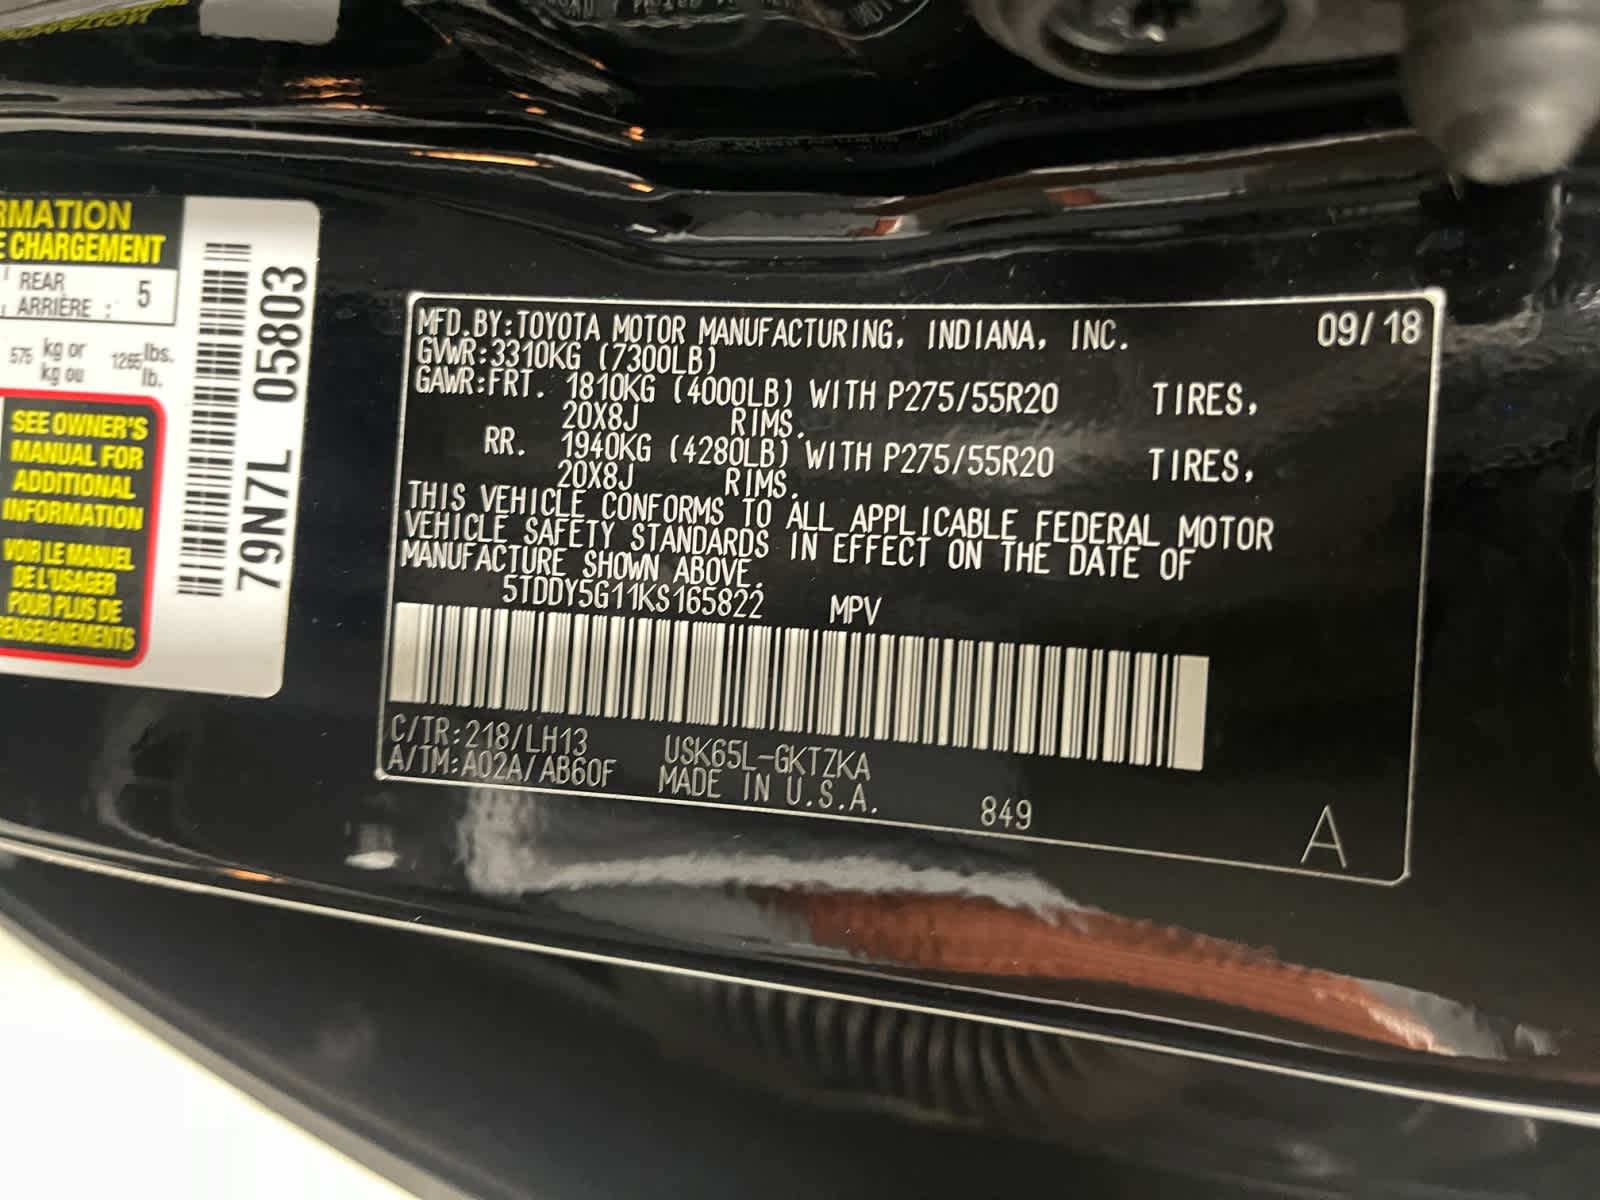 RMATION
E CHARGEMENT
REAR
ARRIÈRE : 5
575 kg or
kg ou
1265 lbs.
lb.
SEE OWNER'S
MANUAL FOR
ADDITIONAL
INFORMATION
VOIR LE MANUEL
DE L'USAGER
POUR PLUS DE
RENSEIGNEMENTS
79N7L 05803
MFD.BY:TOYOTA MOTOR MANUFACTURING, INDIANA, INC. 09/18
GVWR:3310KG (7300LB)
GAWR:FRT. 1810KG (4000LB) WITH P275/55R20 TIRES,
20X8J RIMS.
RR. 1940KG (4280LB) WITH P275/55R20 TIRES,
20X8J RIMS.
THIS VEHICLE CONFORMS TO ALL APPLICABLE FEDERAL MOTOR
VEHICLE SAFETY STANDARDS IN EFFECT ON THE DATE OF
MANUFACTURE SHOWN ABOVE.
5TDDY5G11KS165822 MPV
C/TR:218/LH13 USK65L-GKTZKA
A/TM:A02A/AB60F MADE IN U.S.A. 849 A